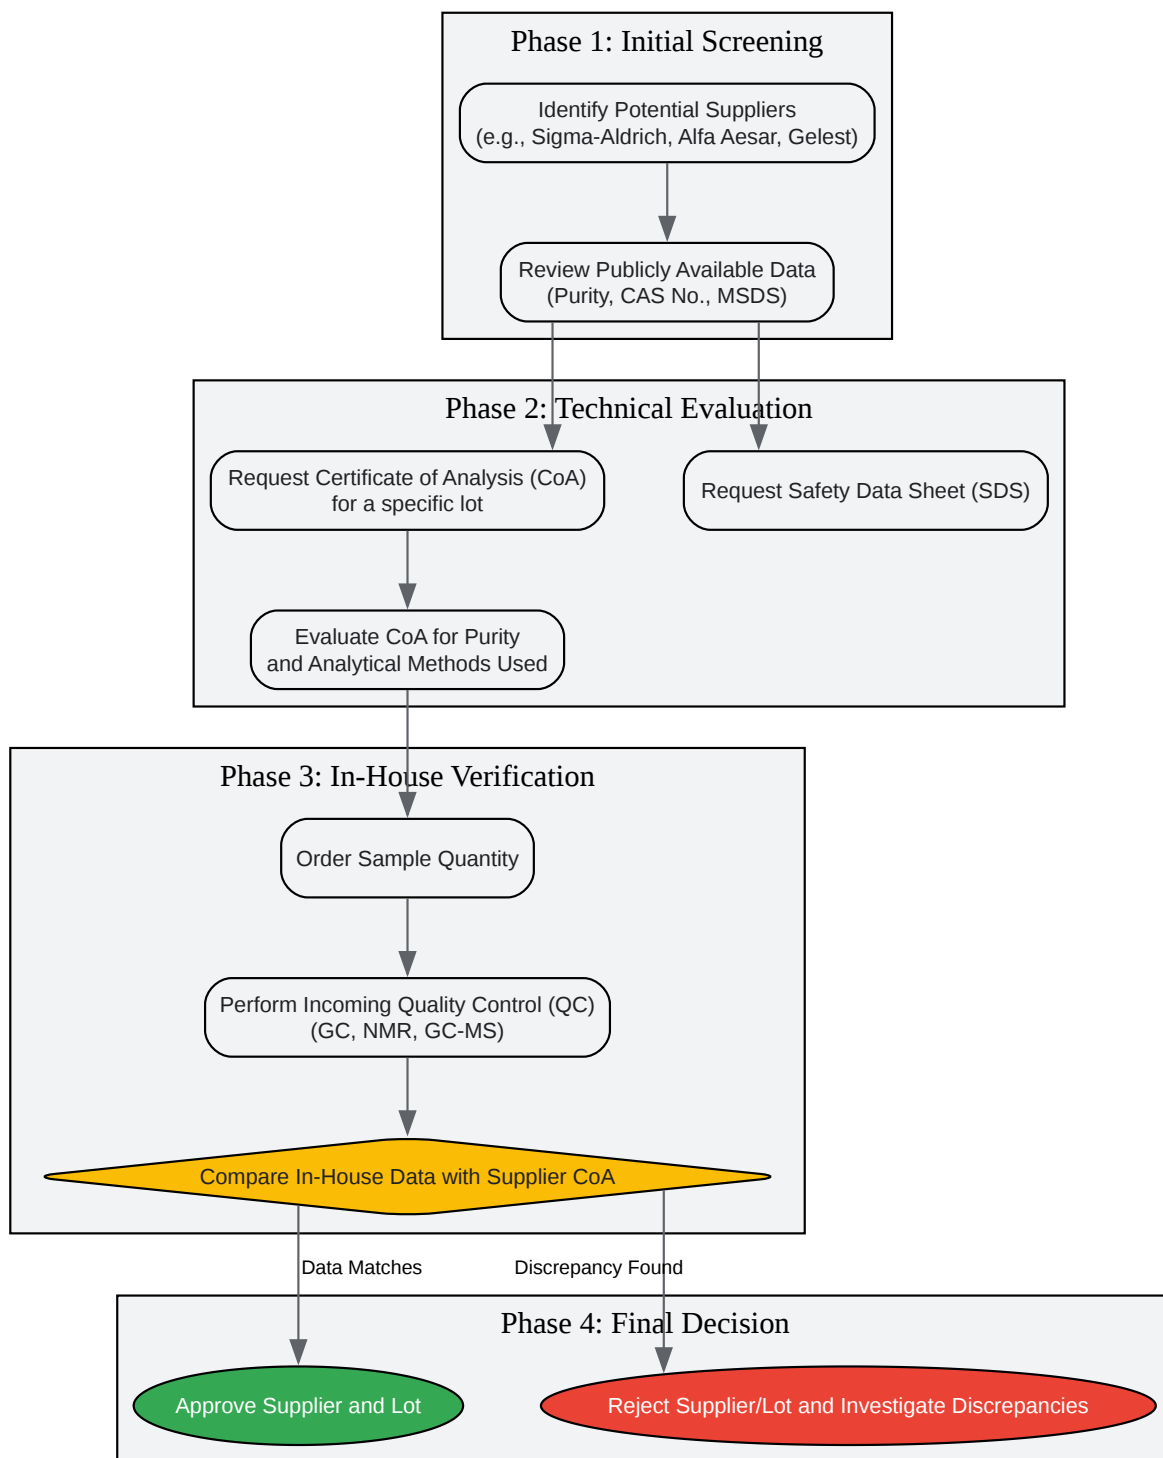 Phase 1: Initial Screening
Identify Potential Suppliers
(e.g., Sigma-Aldrich, Alfa Aesar, Gelest)
Review Publicly Available Data
(Purity, CAS No., MSDS)
Phase 2: Technical Evaluation
Request Certificate of Analysis (CoA)
for a specific lot
Request Safety Data Sheet (SDS)
Evaluate CoA for Purity
and Analytical Methods Used
Phase 3: In-House Verification
Order Sample Quantity
Perform Incoming Quality Control (QC)
(GC, NMR, GC-MS)
Compare In-House Data with Supplier CoA
Data Matches
Discrepancy Found
Phase 4: Final Decision
Approve Supplier and Lot
Reject Supplier/Lot and Investigate Discrepancies